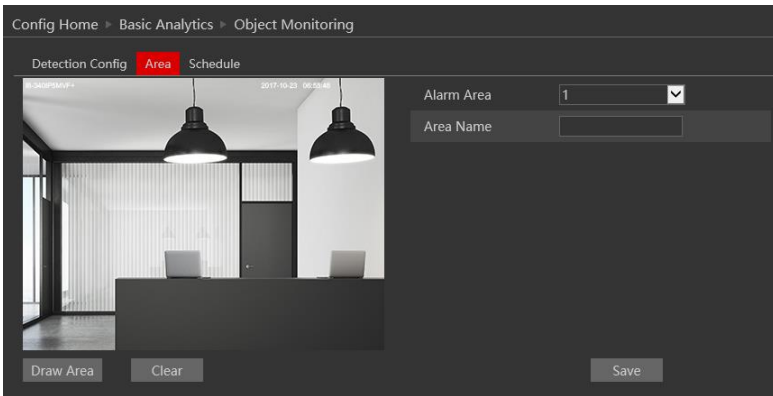 Config Home ▸ Basic Analytics ▸ Object Monitoring
Detection Config Area Schedule
2017-10-23
Alarm Area 1
Area Name
Draw Area Clear Save